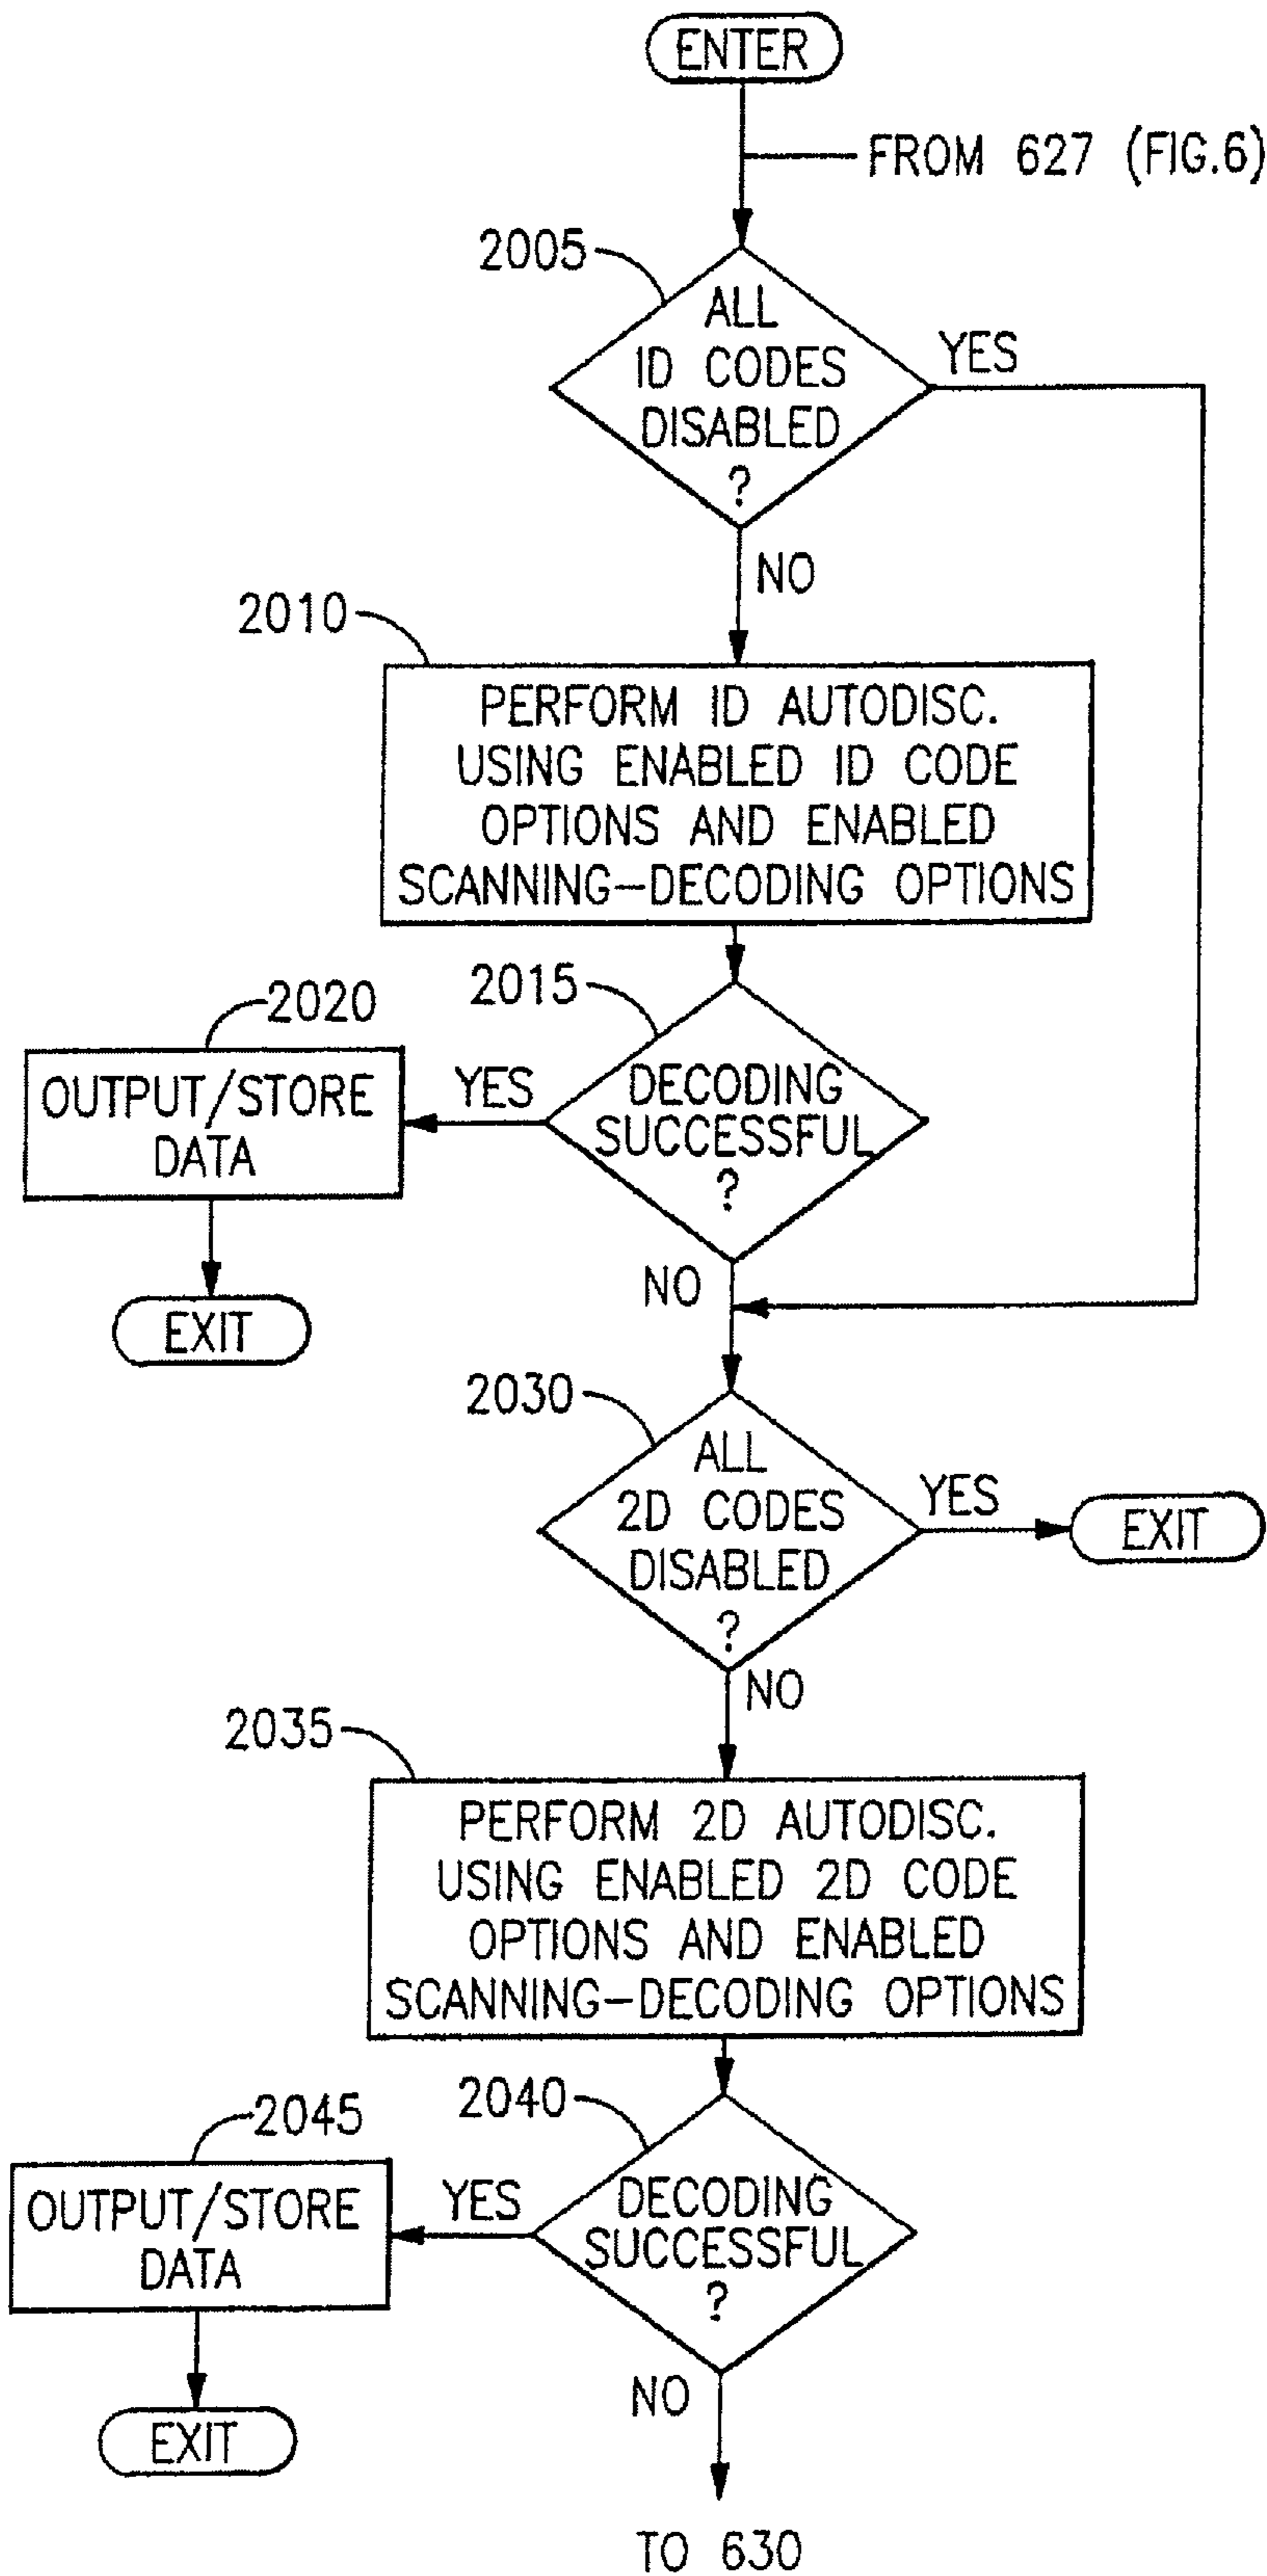 ENTER
FROM 627 (FIG.6)
2005
ALL
1D CODES
DISABLED
?
YES
NO
2010
PERFORM 1D AUTODISC.
USING ENABLED 1D CODE
OPTIONS AND ENABLED
SCANNING-DECODING OPTIONS
2015
DECODING
SUCCESSFUL
?
YES
2020
OUTPUT/STORE
DATA
EXIT
NO
2030
ALL
2D CODES
DISABLED
?
YES
EXIT
NO
2035
PERFORM 2D AUTODISC.
USING ENABLED 2D CODE
OPTIONS AND ENABLED
SCANNING-DECODING OPTIONS
2040
DECODING
SUCCESSFUL
?
YES
2045
OUTPUT/STORE
DATA
EXIT
NO
TO 630